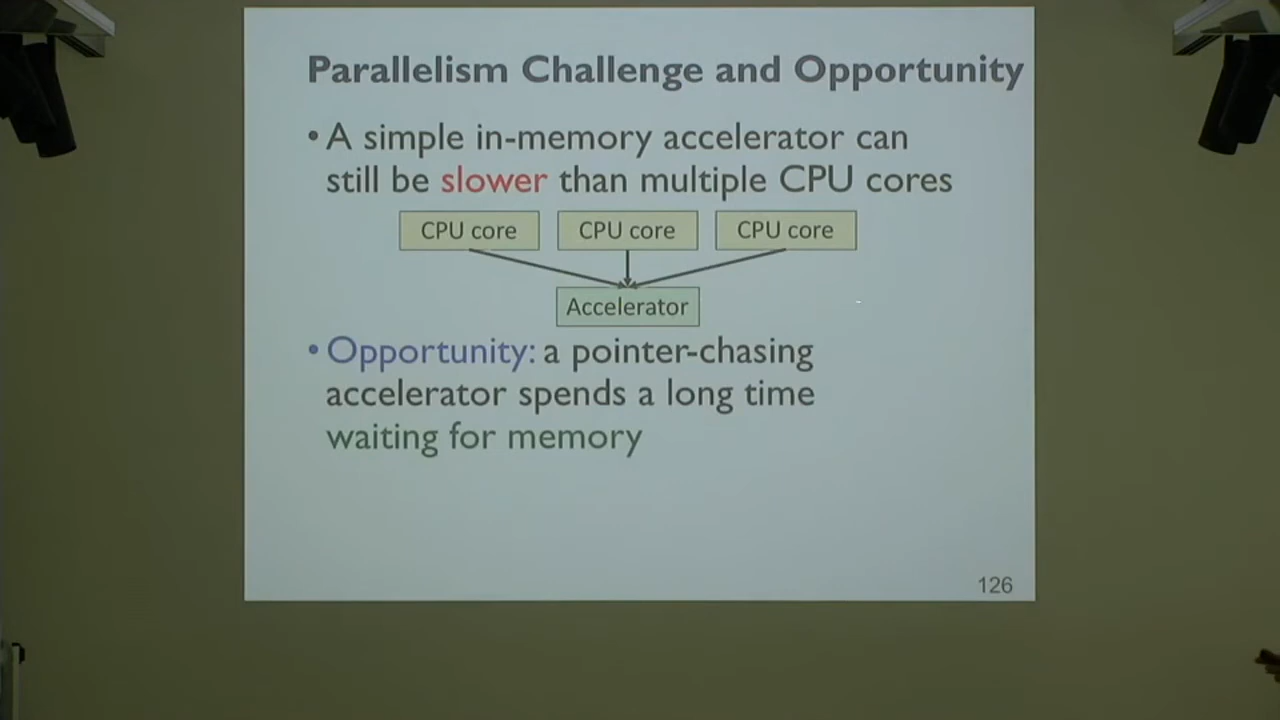 Parallelism Challenge and Opportunity
• A simple in-memory accelerator can
still be slower than multiple CPU cores
CPU core CPU core CPU core
Accelerator
• Opportunity: a pointer-chasing
accelerator spends a long time
waiting for memory
126